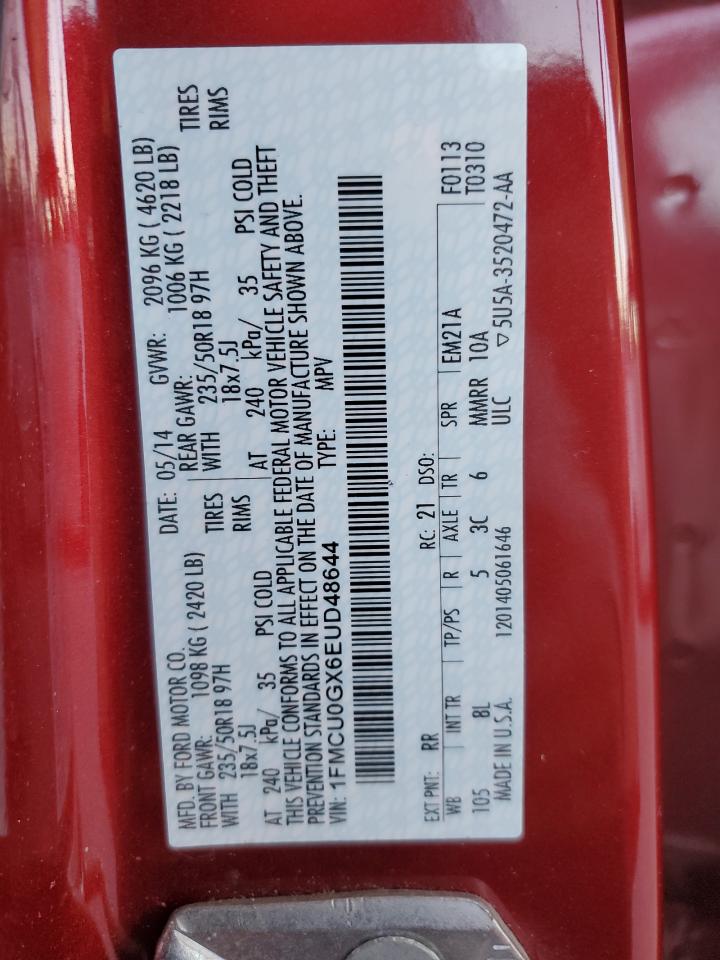 MFD. BY FORD MOTOR CO. DATE: 05/14 GVWR: 2096 KG ( 4620 LB)
FRONT GAWR: 1098 KG ( 2420 LB) REAR GAWR: 1006 KG ( 2218 LB)
WITH 235/50R18 97H TIRES WITH 235/50R18 97H TIRES
18x7.5J RIMS 18x7.5J RIMS
AT 240 kPa/ 35 PSI COLD AT 240 kPa/ 35 PSI COLD
THIS VEHICLE CONFORMS TO ALL APPLICABLE FEDERAL MOTOR VEHICLE SAFETY AND THEFT
PREVENTION STANDARDS IN EFFECT ON THE DATE OF MANUFACTURE SHOWN ABOVE.
VIN: 1FMCU0GX6EUD48644 TYPE: MPV
EXT PNT: RR RC: 21 DSO: F0113
WB INT TR TP/PS R AXLE TR SPR EM21A T0310
105 8L 5 3C 6 MMRR 10A
MADE IN U.S.A. 1201405061646 ULC ▽5U5A-3520472-AA